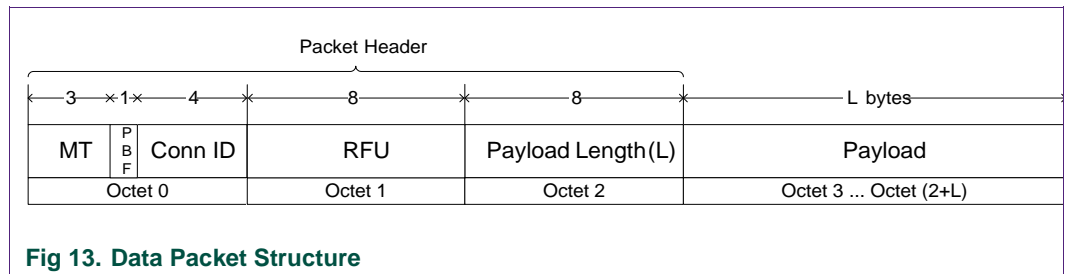 Packet Header
3 1 4 8 8 L bytes
MT PBF Conn ID RFU Payload Length(L) Payload
Octet 0 Octet 1 Octet 2 Octet 3 ... Octet (2+L)
Fig 13. Data Packet Structure